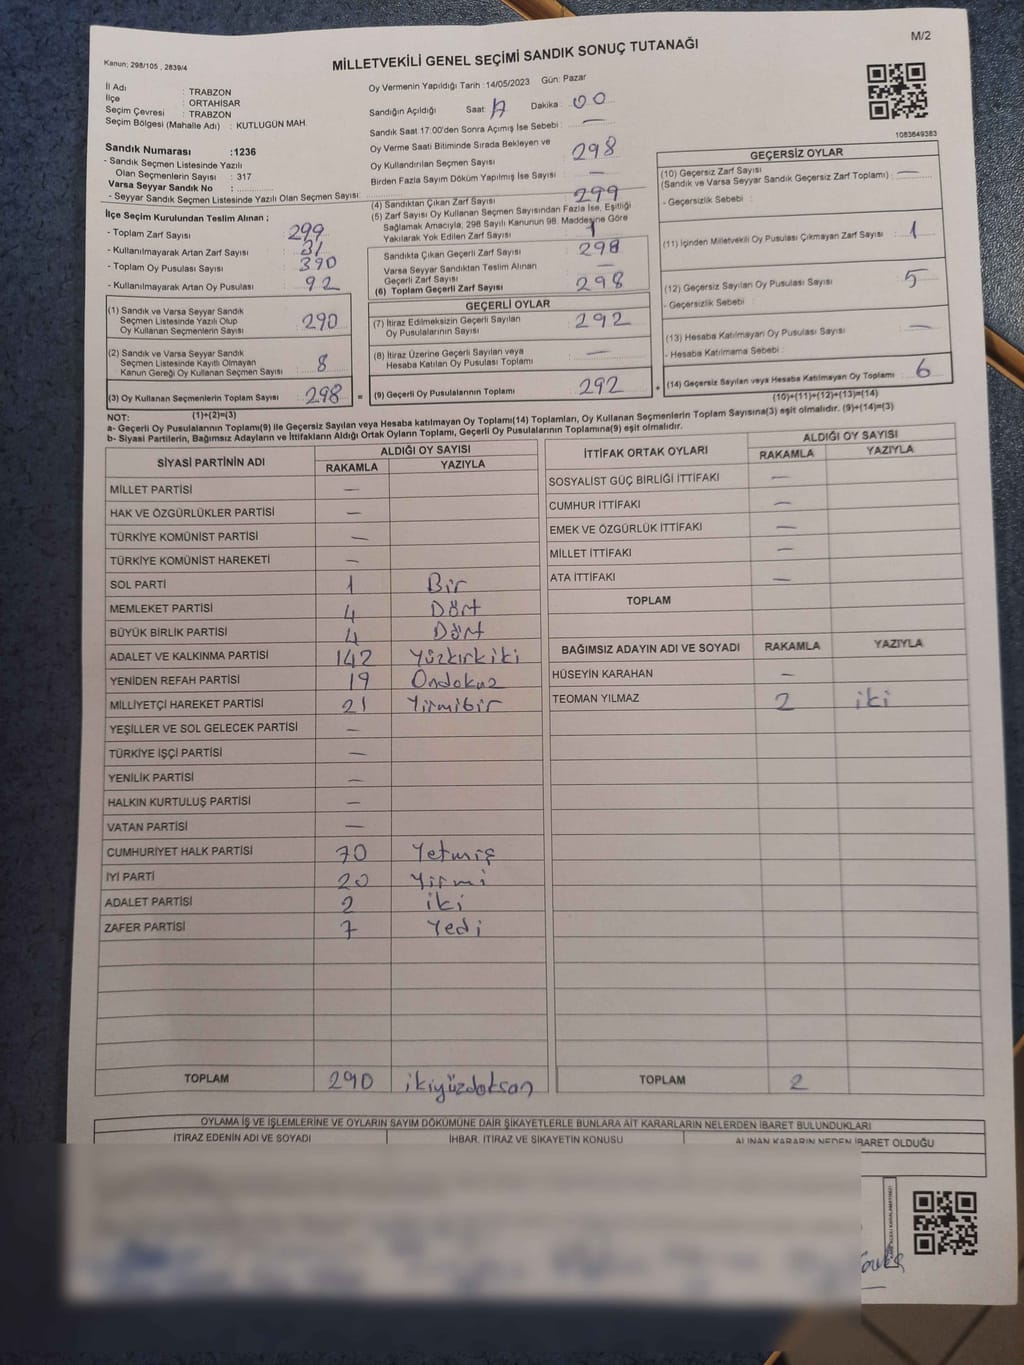 M/2
Kanun: 298/105 , 2839/4
MİLLETVEKİLİ GENEL SEÇİMİ SANDIK SONUÇ TUTANAĞI
İl Adı : TRABZON
İlçe : ORTAHİSAR
Seçim Çevresi : TRABZON
Seçim Bölgesi (Mahalle Adı) : KUTLUGÜN MAH.
Sandık Numarası :1236
- Sandık Seçmen Listesinde Yazılı
Olan Seçmenlerin Sayısı : 317
Varsa Seyyar Sandık No :
- Seyyar Sandık Seçmen Listesinde Yazılı Olan Seçmen Sayısı:
İlçe Seçim Kurulundan Teslim Alınan ;
- Toplam Zarf Sayısı : 299
- Kullanılmayarak Artan Zarf Sayısı : 31
- Toplam Oy Pusulası Sayısı : 390
- Kullanılmayarak Artan Oy Pusulası : 92
(1) Sandık ve Varsa Seyyar Sandık
Seçmen Listesinde Yazılı Olup
Oy Kullanan Seçmenlerin Sayısı : 290
(2) Sandık ve Varsa Seyyar Sandık
Seçmen Listesinde Kayıtlı Olmayan
Kanun Gereği Oy Kullanan Seçmen Sayısı : 8
(3) Oy Kullanan Seçmenlerin Toplam Sayısı : 298 =
(1)+(2)=(3)
Oy Vermenin Yapıldığı Tarih : 14/05/2023 Gün: Pazar
Sandığın Açıldığı Saat : 17 Dakika : 00
Sandık Saat 17:00'den Sonra Açımış İse Sebebi : —
Oy Verme Saati Bitiminde Sırada Bekleyen ve
Oy Kullandırılan Seçmen Sayısı : 298
Birden Fazla Sayım Döküm Yapılmış İse Sayısı : —
(4) Sandıktan Çıkan Zarf Sayısı : 299
(5) Zarf Sayısı Oy Kullanan Seçmen Sayısından Fazla İse, Eşitliği
Sağlamak Amacıyla; 298 Sayılı Kanunun 98. Maddesine Göre
Yakılarak Yok Edilen Zarf Sayısı : 1
Sandıkta Çıkan Geçerli Zarf Sayısı : 298
Varsa Seyyar Sandıktan Teslim Alınan
Geçerli Zarf Sayısı : —
(6) Toplam Geçerli Zarf Sayısı : 298
GEÇERLİ OYLAR
(7) İtiraz Edilmeksizin Geçerli Sayılan
Oy Pusulalarının Sayısı : 292
(8) İtiraz Üzerine Geçerli Sayılan veya
Hesaba Katılan Oy Pusulası Toplamı : —
(9) Geçerli Oy Pusulalarının Toplamı : 292 +
1083649383
GEÇERSİZ OYLAR
(10) Geçersiz Zarf Sayısı
(Sandık ve Varsa Seyyar Sandık Geçersiz Zarf Toplamı) : —
- Geçersizlik Sebebi :
(11) İçinden Milletvekili Oy Pusulası Çıkmayan Zarf Sayısı : 1
(12) Geçersiz Sayılan Oy Pusulası Sayısı : 5
- Geçersizlik Sebebi :
(13) Hesaba Katılmayan Oy Pusulası Sayısı : —
- Hesaba Katılmama Sebebi :
(14) Geçersiz Sayılan veya Hesaba Katılmayan Oy Toplamı : 6
(10)+(11)+(12)+(13)=(14)
NOT:
a- Geçerli Oy Pusulalarının Toplamı(9) ile Geçersiz Sayılan veya Hesaba katılmayan Oy Toplamı(14) Toplamları, Oy Kullanan Seçmenlerin Toplam Sayısına(3) eşit olmalıdır. (9)+(14)=(3)
b- Siyasi Partilerin, Bağımsız Adayların ve İttifakların Aldığı Ortak Oyların Toplamı, Geçerli Oy Pusulalarının Toplamına(9) eşit olmalıdır.
SİYASİ PARTİNİN ADI ALDIĞI OY SAYISI
RAKAMLA YAZIYLA
MİLLET PARTİSİ —
HAK VE ÖZGÜRLÜKLER PARTİSİ —
TÜRKİYE KOMÜNİST PARTİSİ —
TÜRKİYE KOMÜNİST HAREKETİ —
SOL PARTİ 1 Bir
MEMLEKET PARTİSİ 4 Dört
BÜYÜK BİRLİK PARTİSİ 4 Dört
ADALET VE KALKINMA PARTİSİ 142 Yüzkırkiki
YENİDEN REFAH PARTİSİ 19 Ondokuz
MİLLİYETÇİ HAREKET PARTİSİ 21 Yirmibir
YEŞİLLER VE SOL GELECEK PARTİSİ —
TÜRKİYE İŞÇİ PARTİSİ —
YENİLİK PARTİSİ —
HALKIN KURTULUŞ PARTİSİ —
VATAN PARTİSİ —
CUMHURİYET HALK PARTİSİ 70 Yetmiş
İYİ PARTİ 20 Yirmi
ADALET PARTİSİ 2 iki
ZAFER PARTİSİ 7 Yedi
TOPLAM 290 ikiyüzdoksan
İTTİFAK ORTAK OYLARI ALDIĞI OY SAYISI
RAKAMLA YAZIYLA
SOSYALİST GÜÇ BİRLİĞİ İTTİFAKI —
CUMHUR İTTİFAKI —
EMEK VE ÖZGÜRLÜK İTTİFAKI —
MİLLET İTTİFAKI —
ATA İTTİFAKI —
TOPLAM
BAĞIMSIZ ADAYIN ADI VE SOYADI RAKAMLA YAZIYLA
HÜSEYİN KARAHAN —
TEOMAN YILMAZ 2 iki
TOPLAM 2
OYLAMA İŞ VE İŞLEMLERİNE VE OYLARIN SAYIM DÖKÜMÜNE DAİR ŞİKAYETLERLE BUNLARA AİT KARARLARIN NELERDEN İBARET BULUNDUKLARI
İTİRAZ EDENİN ADI VE SOYADI İHBAR, İTİRAZ VE ŞİKAYETİN KONUSU ALINAN KARARIN NEDEN İBARET OLDUĞU